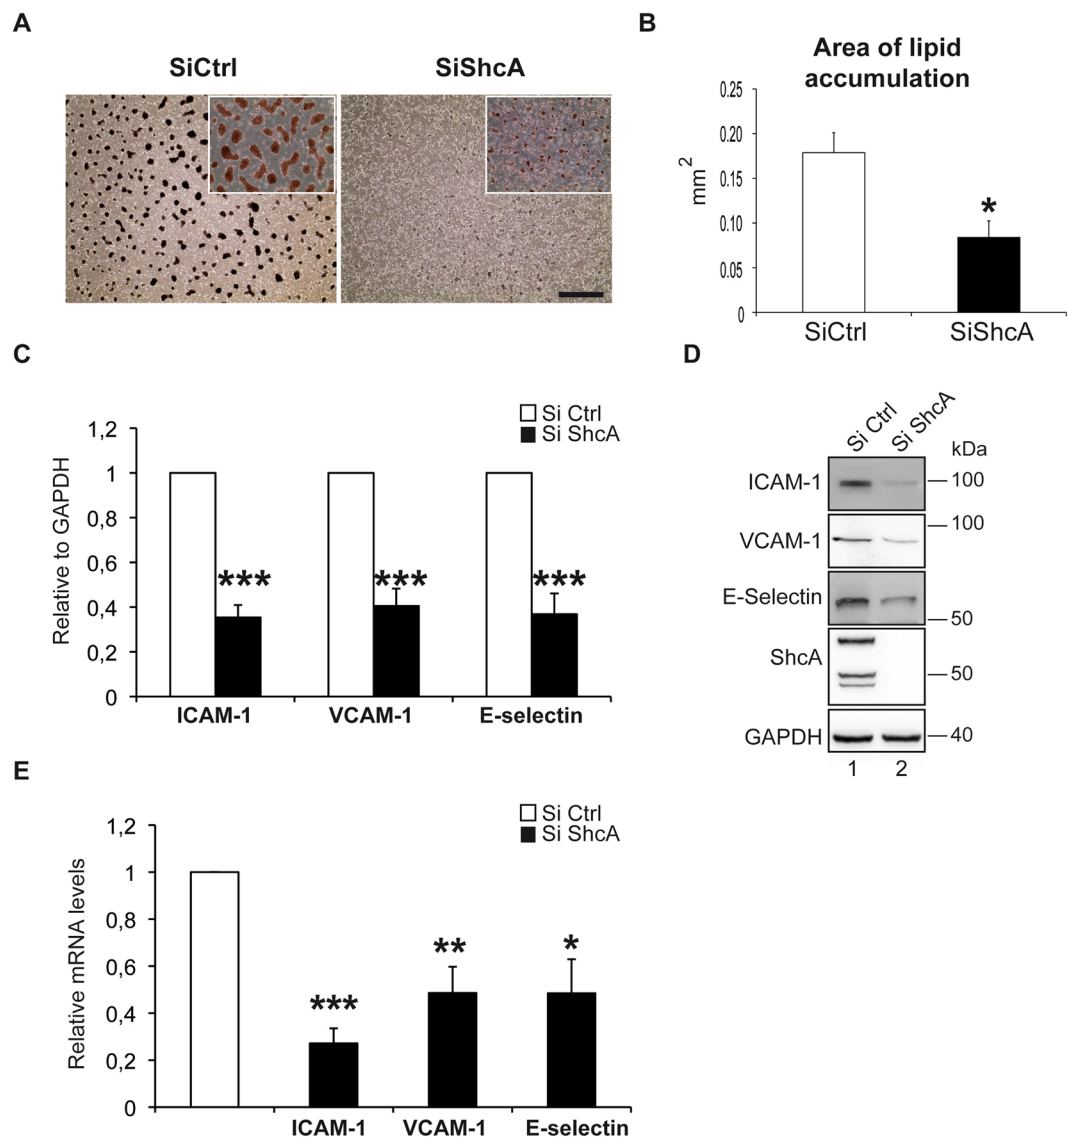 A
SiCtrl
SiShcA
B
Area of lipid
accumulation
mm2
0.25
0.20
0.15
0.10
0.05
0
*
SiCtrl
SiShcA
C
Si Ctrl
Si ShcA
Relative to GAPDH
1,2
1
0,8
0,6
0,4
0,2
0
***
***
***
ICAM-1
VCAM-1
E-selectin
D
Si Ctrl
Si ShcA
kDa
ICAM-1
100
VCAM-1
100
E-Selectin
50
ShcA
50
GAPDH
40
1
2
E
Si Ctrl
Si ShcA
Relative mRNA levels
1,2
1
0,8
0,6
0,4
0,2
0
***
**
*
ICAM-1
VCAM-1
E-selectin